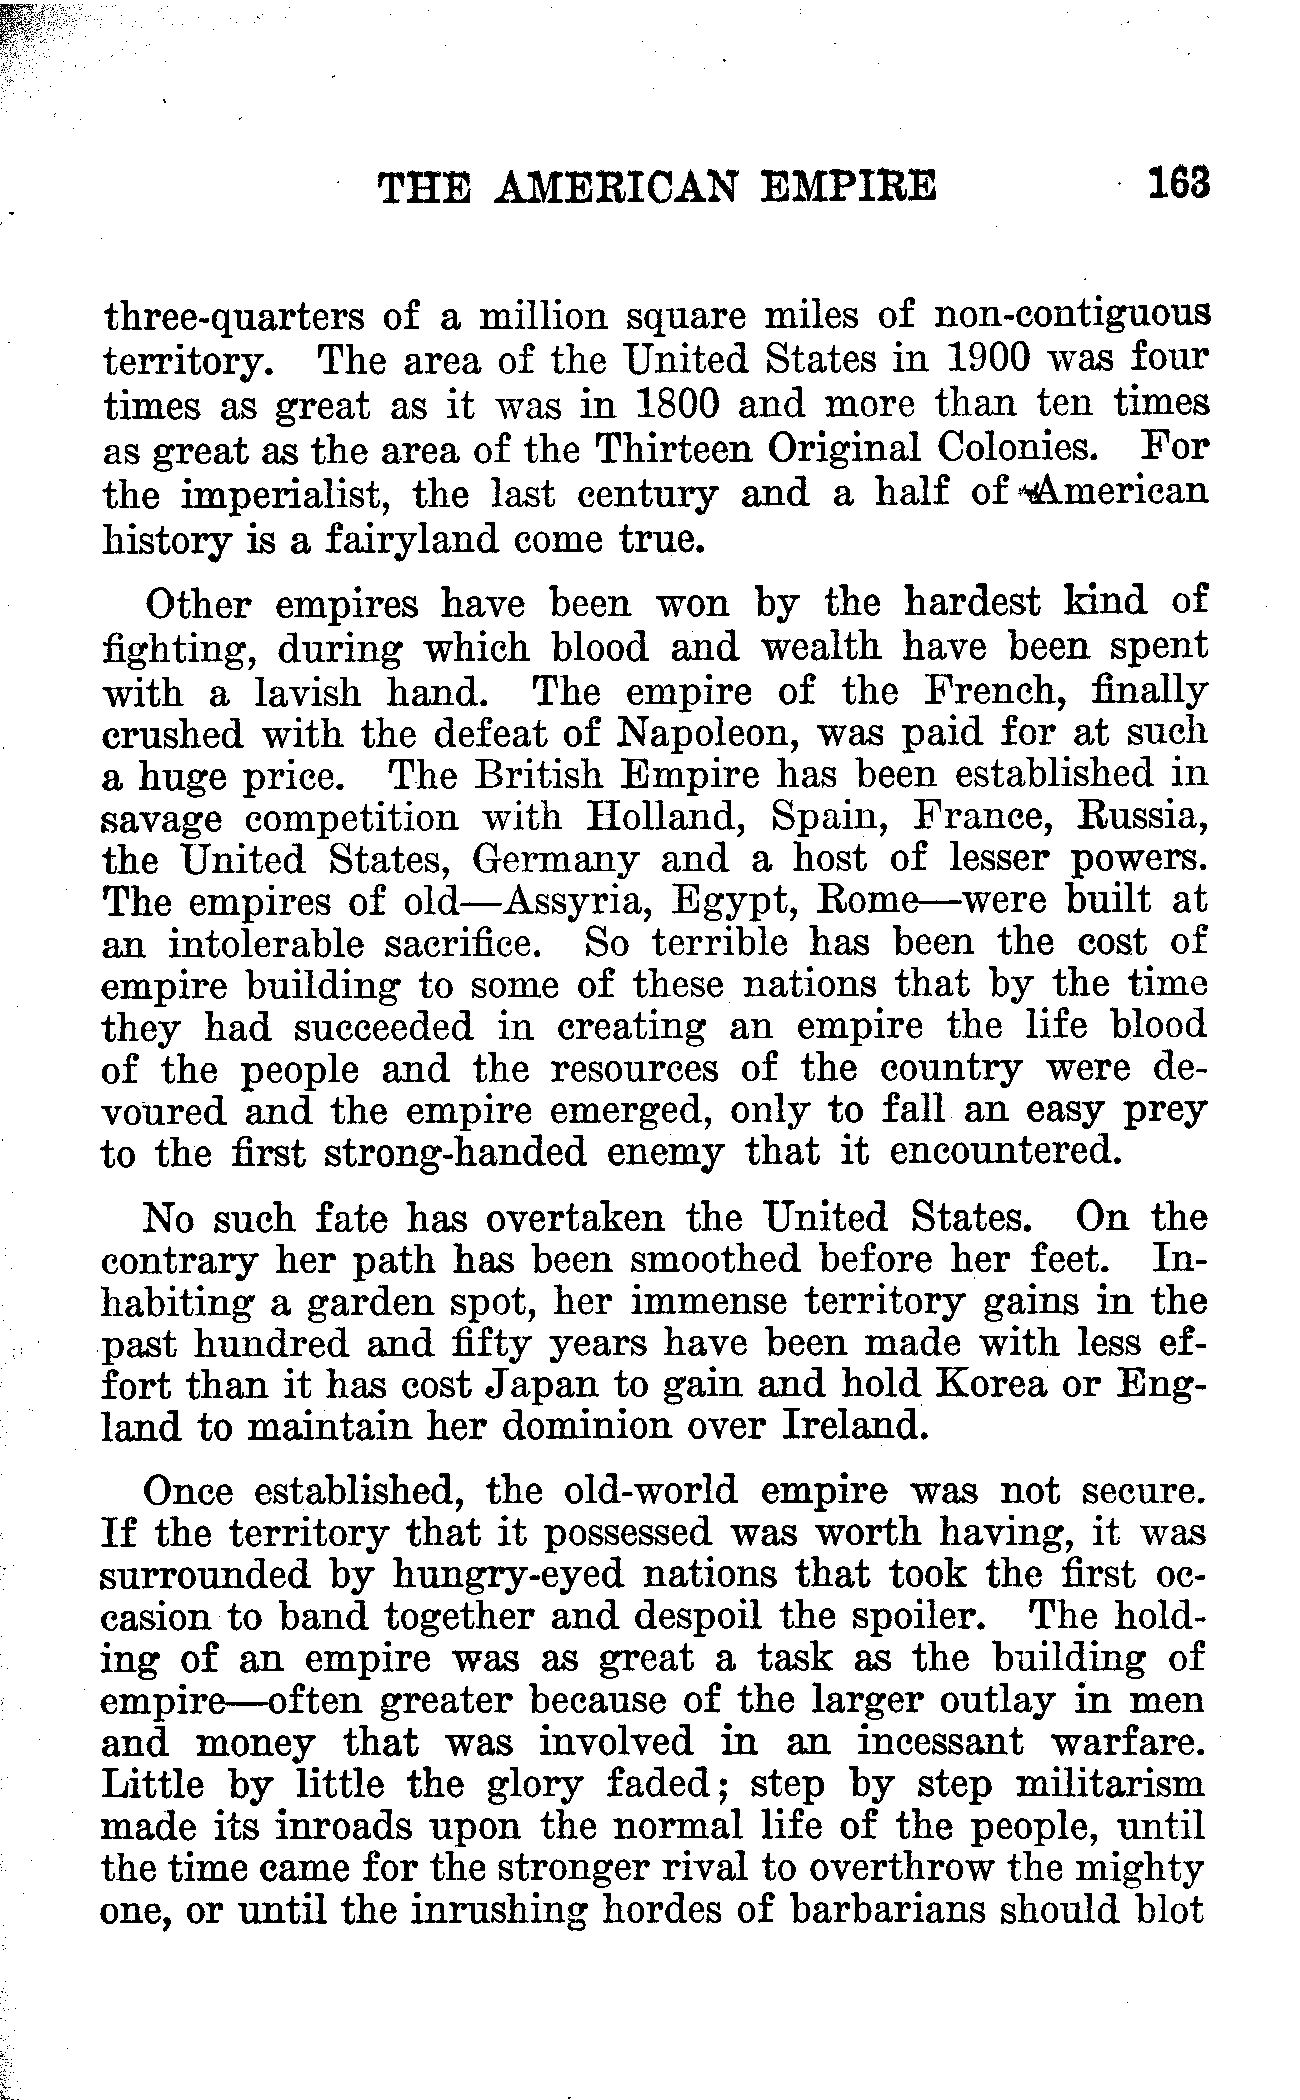 THE AMERICAN EMPIRE 163
three-quarters of a million square miles of non-contiguous
territory. The area of the United States in 1900 was four
times as great as it was in 1800 and more than ten times
as great as the area of the Thirteen Original Colonies. For
the imperialist, the last century and a half of American
history is a fairyland come true.
Other empires have been won by the hardest kind of
fighting, during which blood and wealth have been spent
with a lavish hand. The empire of the French, finally
crushed with the defeat of Napoleon, was paid for at such
a huge price. The British Empire has been established in
savage competition with Holland, Spain, France, Russia,
the United States, Germany and a host of lesser powers.
The empires of old—Assyria, Egypt, Rome—were built at
an intolerable sacrifice. So terrible has been the cost of
empire building to some of these nations that by the time
they had succeeded in creating an empire the life blood
of the people and the resources of the country were de-
voured and the empire emerged, only to fall an easy prey
to the first strong-handed enemy that it encountered.
No such fate has overtaken the United States. On the
contrary her path has been smoothed before her feet. In-
habiting a garden spot, her immense territory gains in the
past hundred and fifty years have been made with less ef-
fort than it has cost Japan to gain and hold Korea or Eng-
land to maintain her dominion over Ireland.
Once established, the old-world empire was not secure.
If the territory that it possessed was worth having, it was
surrounded by hungry-eyed nations that took the first oc-
casion to band together and despoil the spoiler. The hold-
ing of an empire was as great a task as the building of
empire—often greater because of the larger outlay in men
and money that was involved in an incessant warfare.
Little by little the glory faded; step by step militarism
made its inroads upon the normal life of the people, until
the time came for the stronger rival to overthrow the mighty
one, or until the inrushing hordes of barbarians should blot